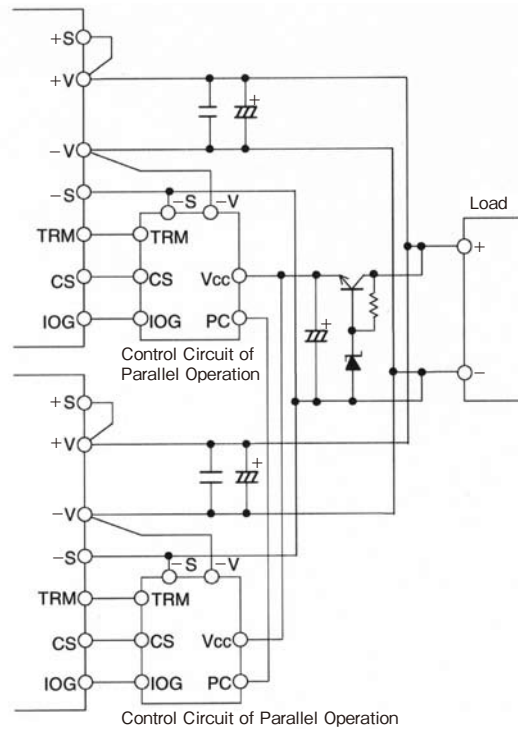 +S
+V
+
−V
−S
−S
−V
Load
TRM
TRM
+
CS
CS
Vcc
IOG
IOG
PC
+
Control Circuit of
Parallel Operation
−
+S
+V
+
−V
−S
−S
−V
TRM
TRM
CS
CS
Vcc
IOG
IOG
PC
Control Circuit of Parallel Operation